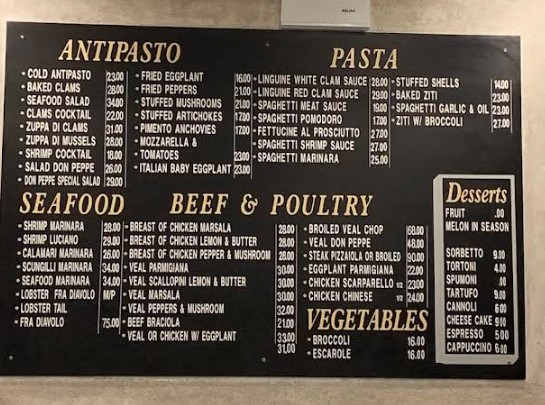 ANTIPASTO
• COLD ANTIPASTO 23.00
• BAKED CLAMS 28.00
• SEAFOOD SALAD 34.00
• CLAMS COCKTAIL 22.00
• ZUPPA DI CLAMS 31.00
• ZUPPA DI MUSSELS 28.00
• SHRIMP COCKTAIL 18.00
• SALAD DON PEPPE 26.00
• DON PEPPE SPECIAL SALAD 29.00
• FRIED EGGPLANT 16.00
• FRIED PEPPERS 21.00
• STUFFED MUSHROOMS 21.00
• STUFFED ARTICHOKES 17.00
• PIMENTO ANCHOVIES 17.00
• MOZZARELLA &
• TOMATOES 23.00
• ITALIAN BABY EGGPLANT 23.00
PASTA
• LINGUINE WHITE CLAM SAUCE 28.00
• LINGUINE RED CLAM SAUCE 29.00
• SPAGHETTI MEAT SAUCE 19.00
• SPAGHETTI POMODORO 17.00
• FETTUCINE AL PROSCIUTTO 27.00
• SPAGHETTI SHRIMP SAUCE 27.00
• SPAGHETTI MARINARA 25.00
• STUFFED SHELLS 14.00
• BAKED ZITI 23.00
• SPAGHETTI GARLIC & OIL 23.00
• ZITI W/ BROCCOLI 27.00
SEAFOOD
• SHRIMP MARINARA 28.00
• SHRIMP LUCIANO 29.00
• CALAMARI MARINARA 26.00
• SCUNGILLI MARINARA 34.00
• SEAFOOD MARINARA 34.00
• LOBSTER FRA DIAVOLO M/P
• LOBSTER TAIL
• FRA DIAVOLO 75.00
BEEF & POULTRY
• BREAST OF CHICKEN MARSALA 28.00
• BREAST OF CHICKEN LEMON & BUTTER 28.00
• BREAST OF CHICKEN PEPPER & MUSHROOM 28.00
• VEAL PARMIGIANA 30.00
• VEAL SCALLOPINI LEMON & BUTTER 30.00
• VEAL MARSALA 30.00
• VEAL PEPPERS & MUSHROOM 32.00
• BEEF BRACIOLA 21.00
• VEAL OR CHICKEN W/ EGGPLANT 33.00
31.00
• BROILED VEAL CHOP 68.00
• VEAL DON PEPPE 48.00
• STEAK PIZZAIOLA OR BROILED 90.00
• EGGPLANT PARMIGIANA 22.00
• CHICKEN SCARPARELLO 1/2 23.00
• CHICKEN CHINESE 1/2 24.00
VEGETABLES
• BROCCOLI 16.00
• ESCAROLE 16.00
Desserts
FRUIT .00
MELON IN SEASON
SORBETTO 9.00
TORTONI 4.00
SPUMONI .00
TARTUFO 9.00
CANNOLI 6.00
CHEESE CAKE 9.00
ESPRESSO 5.00
CAPPUCCINO 6.00